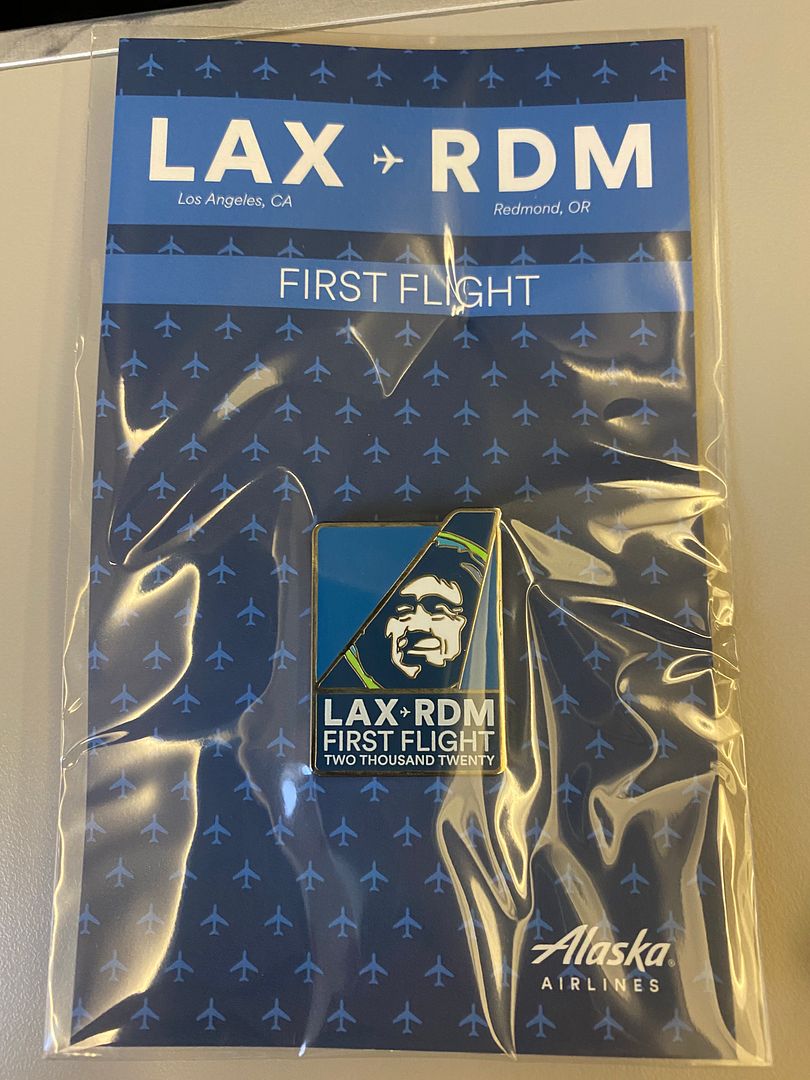 LAX RDM
Los Angeles, CA Redmond, OR
FIRST FLIGHT
LAX RDM
FIRST FLIGHT
TWO THOUSAND TWENTY
Alaska®
AIRLINES